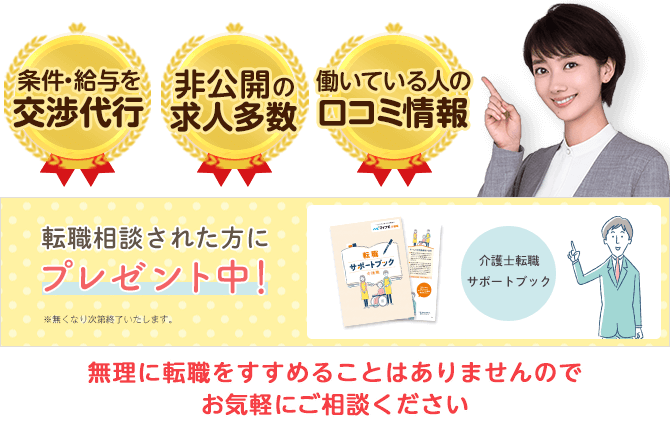 条件・給与を
交渉代行
非公開の
求人多数
働いている人の
口コミ情報
転職相談された方に
プレゼント中!
※無くなり次第終了いたします。
転職
サポートブック
介護士転職
サポートブック
無理に転職をすすめることはありませんので
お気軽にご相談ください